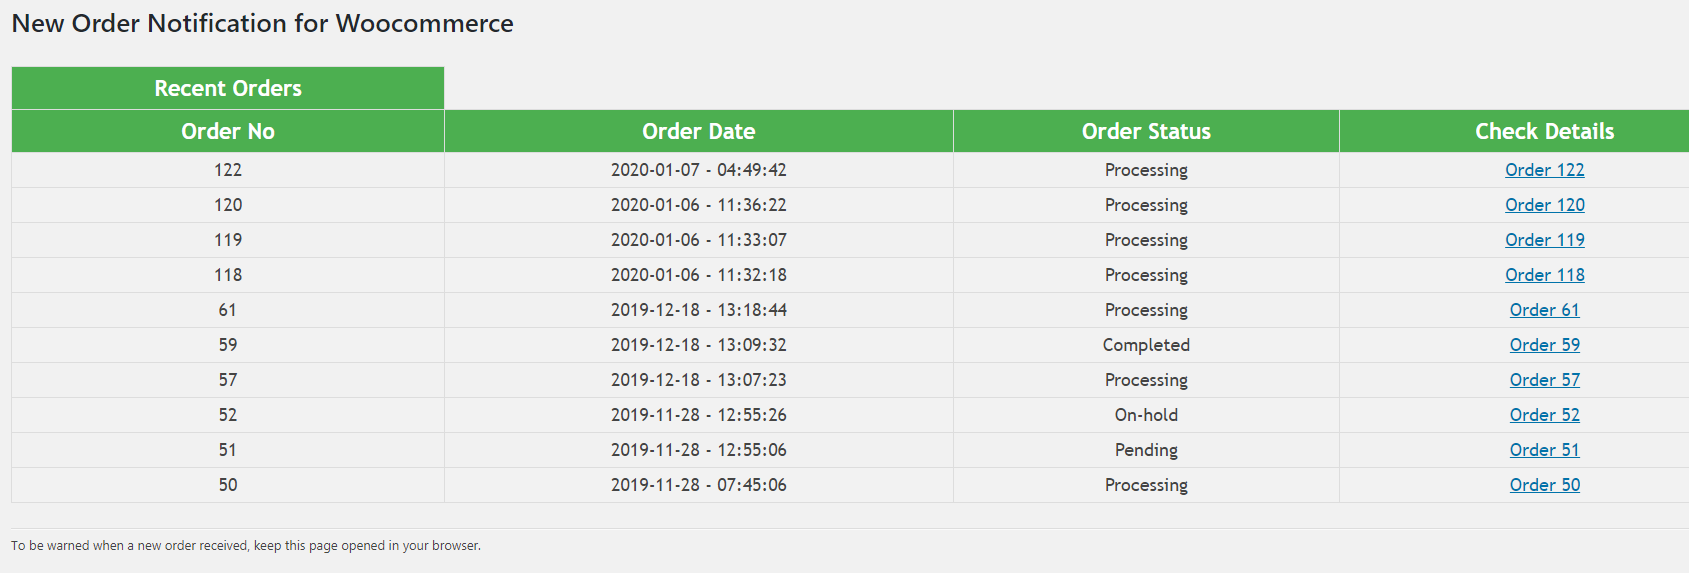 New Order Notification for Woocommerce
Recent Orders
Order No Order Date Order Status Check Details
122 2020-01-07 - 04:49:42 Processing Order 122
120 2020-01-06 - 11:36:22 Processing Order 120
119 2020-01-06 - 11:33:07 Processing Order 119
118 2020-01-06 - 11:32:18 Processing Order 118
61 2019-12-18 - 13:18:44 Processing Order 61
59 2019-12-18 - 13:09:32 Completed Order 59
57 2019-12-18 - 13:07:23 Processing Order 57
52 2019-11-28 - 12:55:26 On-hold Order 52
51 2019-11-28 - 12:55:06 Pending Order 51
50 2019-11-28 - 07:45:06 Processing Order 50
To be warned when a new order received, keep this page opened in your browser.